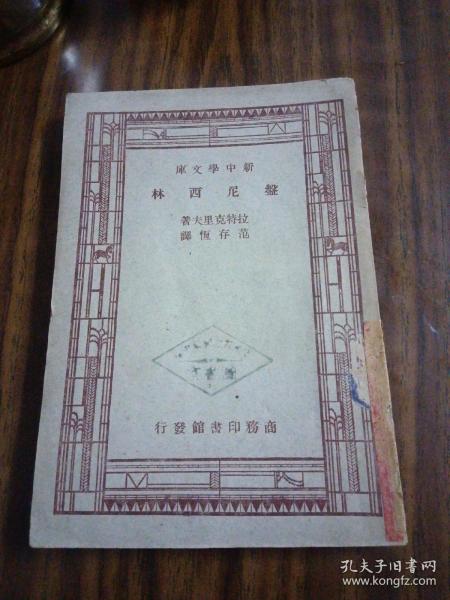 庫文學中新
林西尼盤
著夫里克特拉
譯恆存范
行發館書印務商
孔夫子旧书网
www.kongfz.com